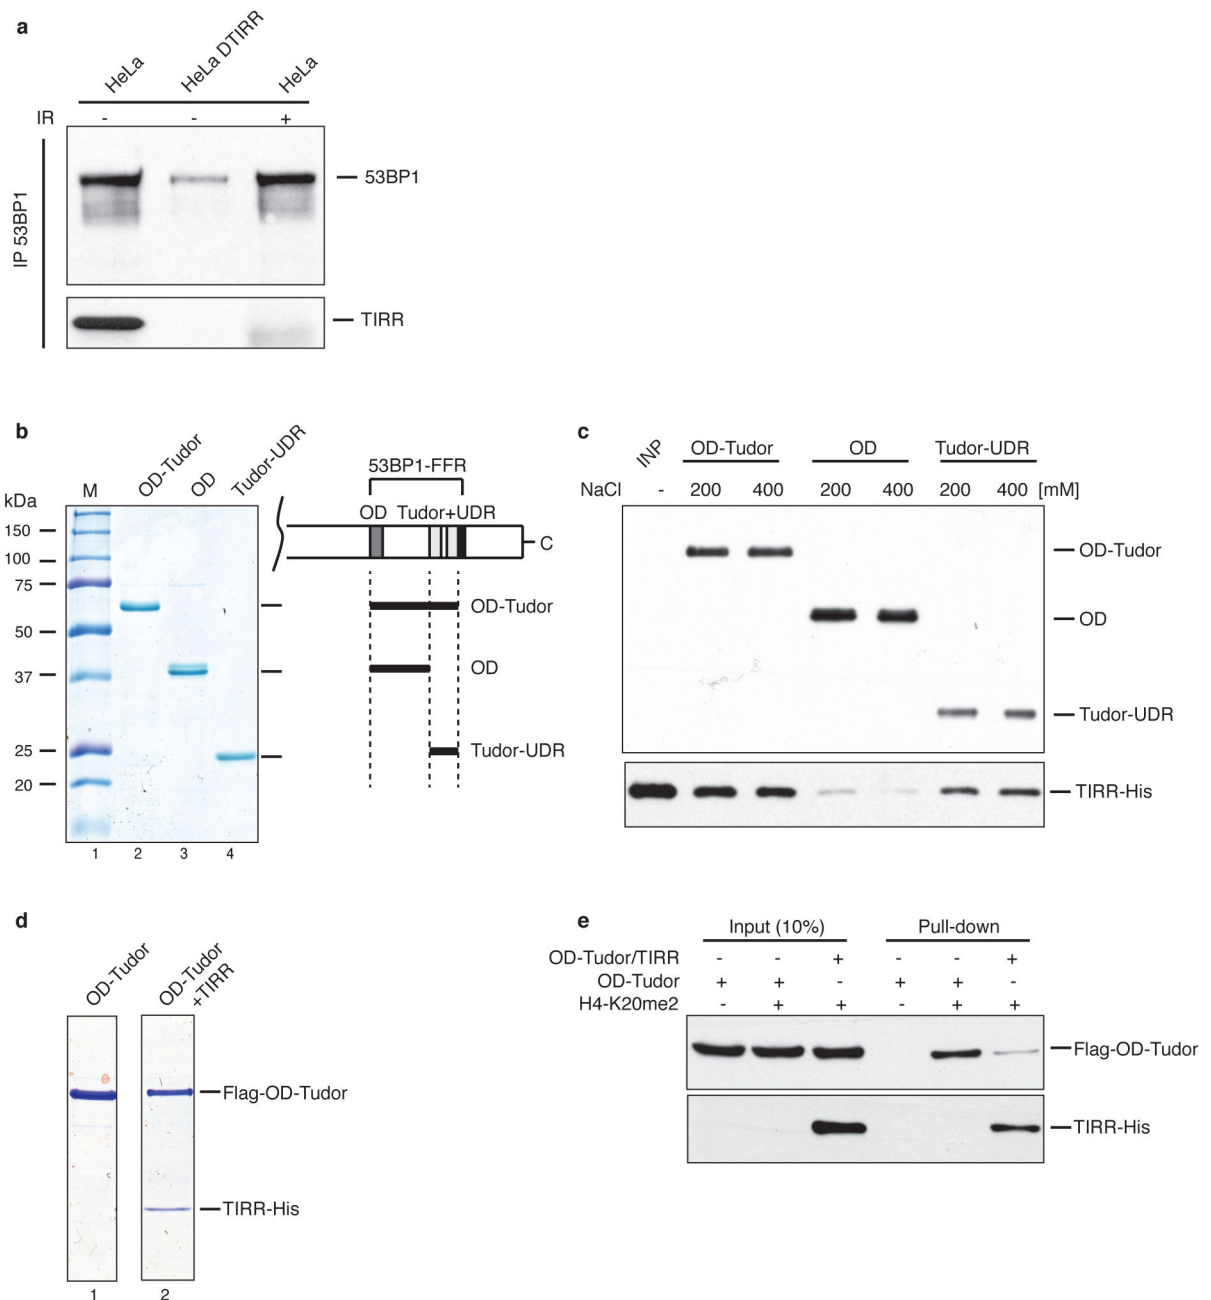 a
HeLa
HeLa DTIRR
HeLa
IR - - +
IP 53BP1
53BP1
TIRR
b
kDa
M
OD-Tudor
OD
Tudor-UDR
150
100
75
50
37
25
20
1 2 3 4
53BP1-FFR
OD Tudor+UDR
C
OD-Tudor
OD
Tudor-UDR
c
INP
OD-Tudor
OD
Tudor-UDR
NaCl - 200 400 200 400 200 400 [mM]
OD-Tudor
OD
Tudor-UDR
TIRR-His
d
OD-Tudor
OD-Tudor
+TIRR
Flag-OD-Tudor
TIRR-His
1 2
e
Input (10%) Pull-down
OD-Tudor/TIRR - - + - - +
OD-Tudor + + - + + -
H4-K20me2 - + + - + +
Flag-OD-Tudor
TIRR-His